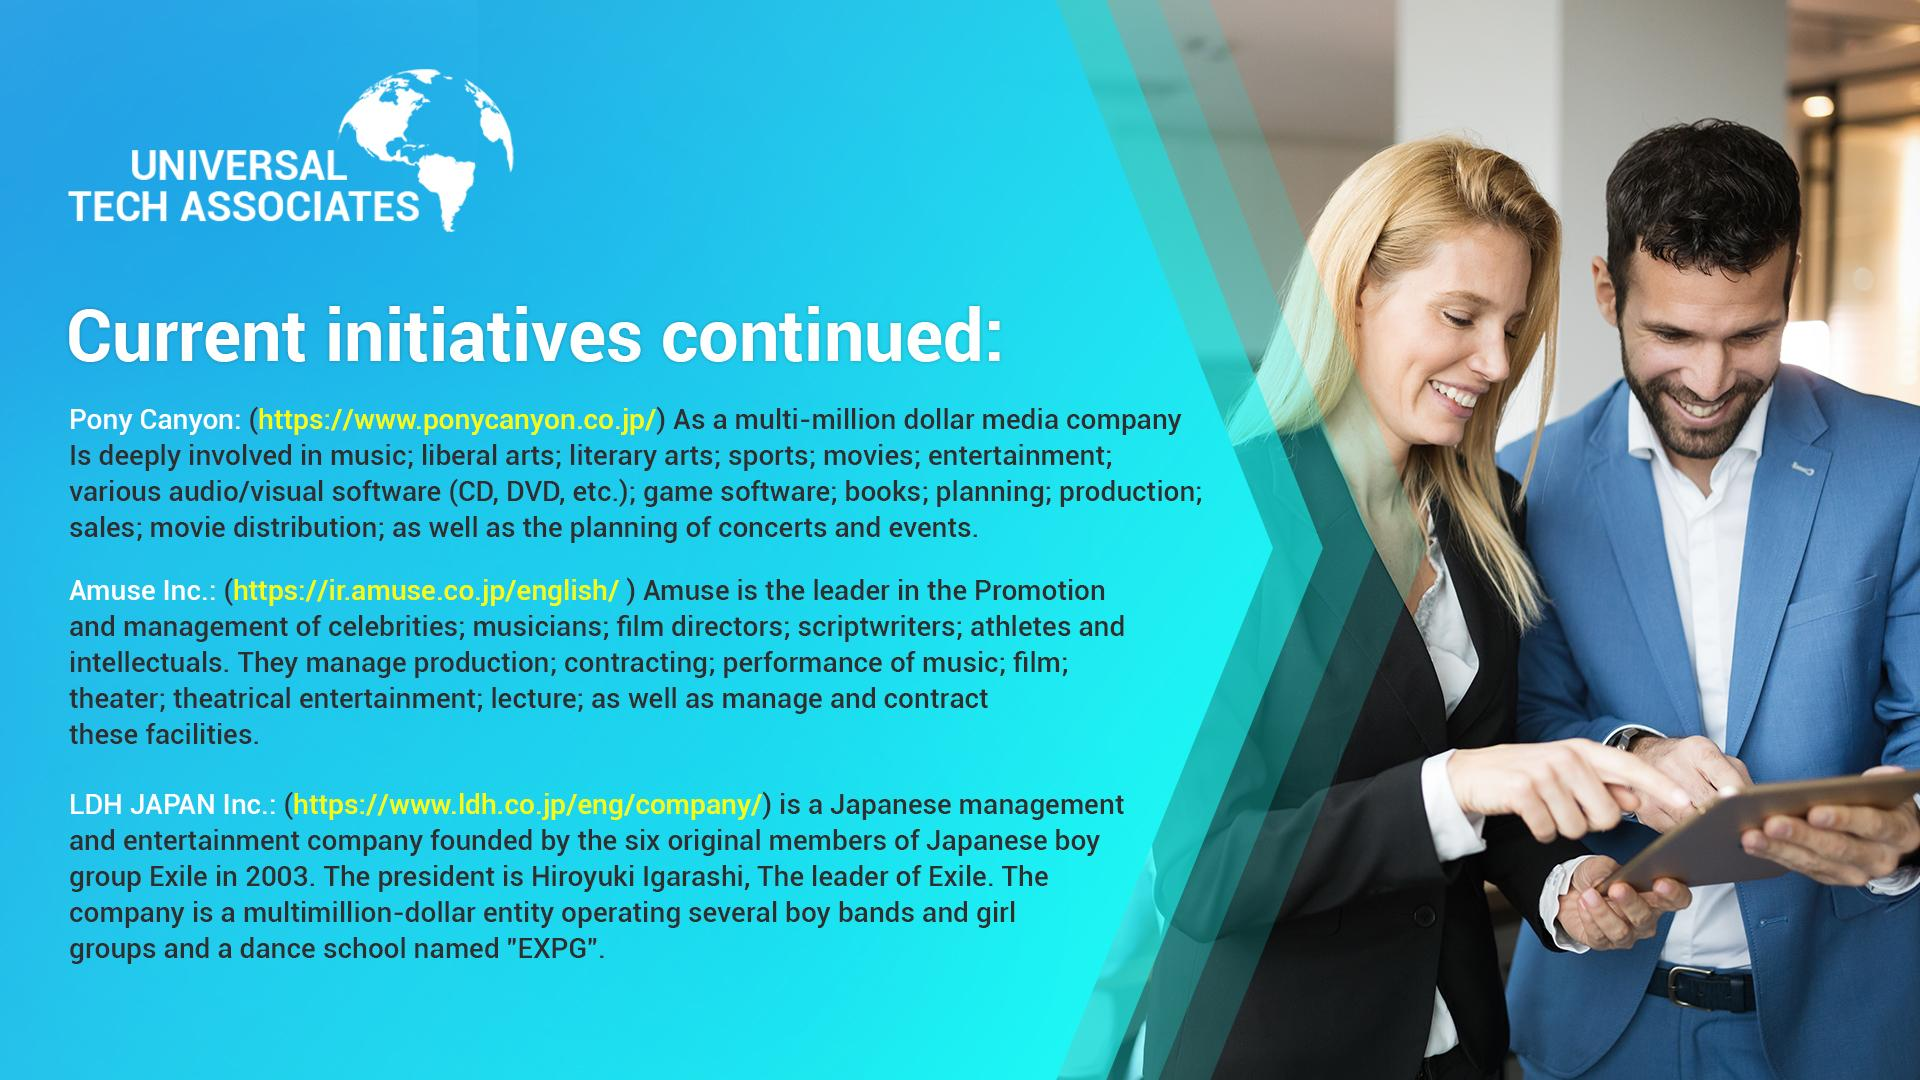 UNIVERSAL
TECH ASSOCIATES
Current initiatives continued:
Pony Canyon: (https://www.ponycanyon.co.jp/) As a multi-million dollar media company
Is deeply involved in music; liberal arts; literary arts; sports; movies; entertainment;
various audio/visual software (CD, DVD, etc.); game software; books; planning; production;
sales; movie distribution; as well as the planning of concerts and events.
Amuse Inc.: (https://ir.amuse.co.jp/english/ ) Amuse is the leader in the Promotion
and management of celebrities; musicians; film directors; scriptwriters; athletes and
intellectuals. They manage production; contracting; performance of music; film;
theater; theatrical entertainment; lecture; as well as manage and contract
these facilities.
LDH JAPAN Inc.: (https://www.ldh.co.jp/eng/company/) is a Japanese management
and entertainment company founded by the six original members of Japanese boy
group Exile in 2003. The president is Hiroyuki Igarashi, The leader of Exile. The
company is a multimillion-dollar entity operating several boy bands and girl
groups and a dance school named "EXPG".